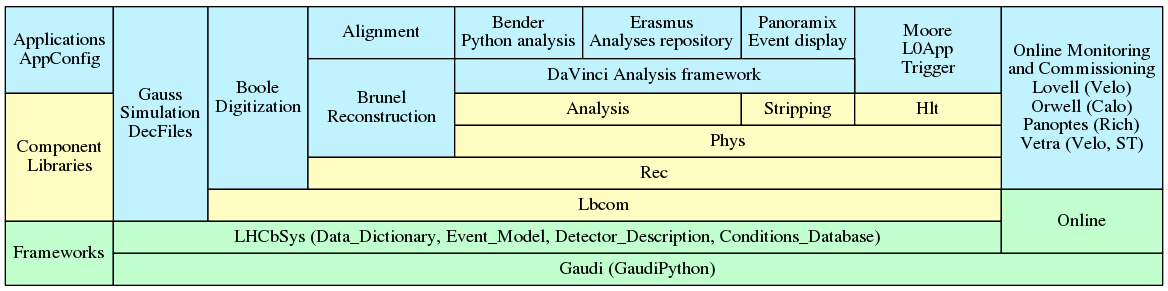 Applications
AppConfig
Component
Libraries
Frameworks
Gauss
Simulation
DecFiles
Boole
Digitization
Alignment
Brunel
Reconstruction
Bender
Python analysis
Erasmus
Analyses repository
Panoramix
Event display
DaVinci Analysis framework
Moore
L0App
Trigger
Online Monitoring
and Commissioning
Lovell (Velo)
Orwell (Calo)
Panoptes (Rich)
Vetra (Velo, ST)
Analysis
Stripping
Hlt
Phys
Rec
Lbcom
Online
LHCbSys (Data_Dictionary, Event_Model, Detector_Description, Conditions_Database)
Gaudi (GaudiPython)